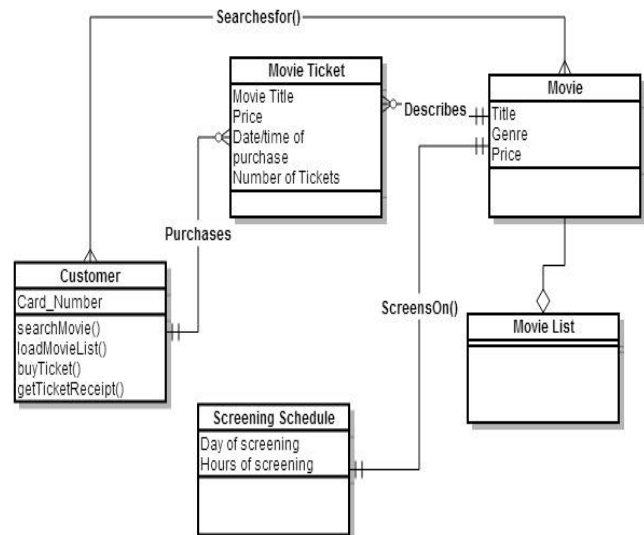 Searchesfor()
Movie Ticket
Movie Title
Price
Date/time of
purchase
Number of Tickets
Describes
Movie
Title
Genre
Price
Purchases
Customer
Card_Number
searchMovie()
loadMovieList()
buyTicket()
getTicketReceipt()
ScreensOn()
Movie List
Screening Schedule
Day of screening
Hours of screening